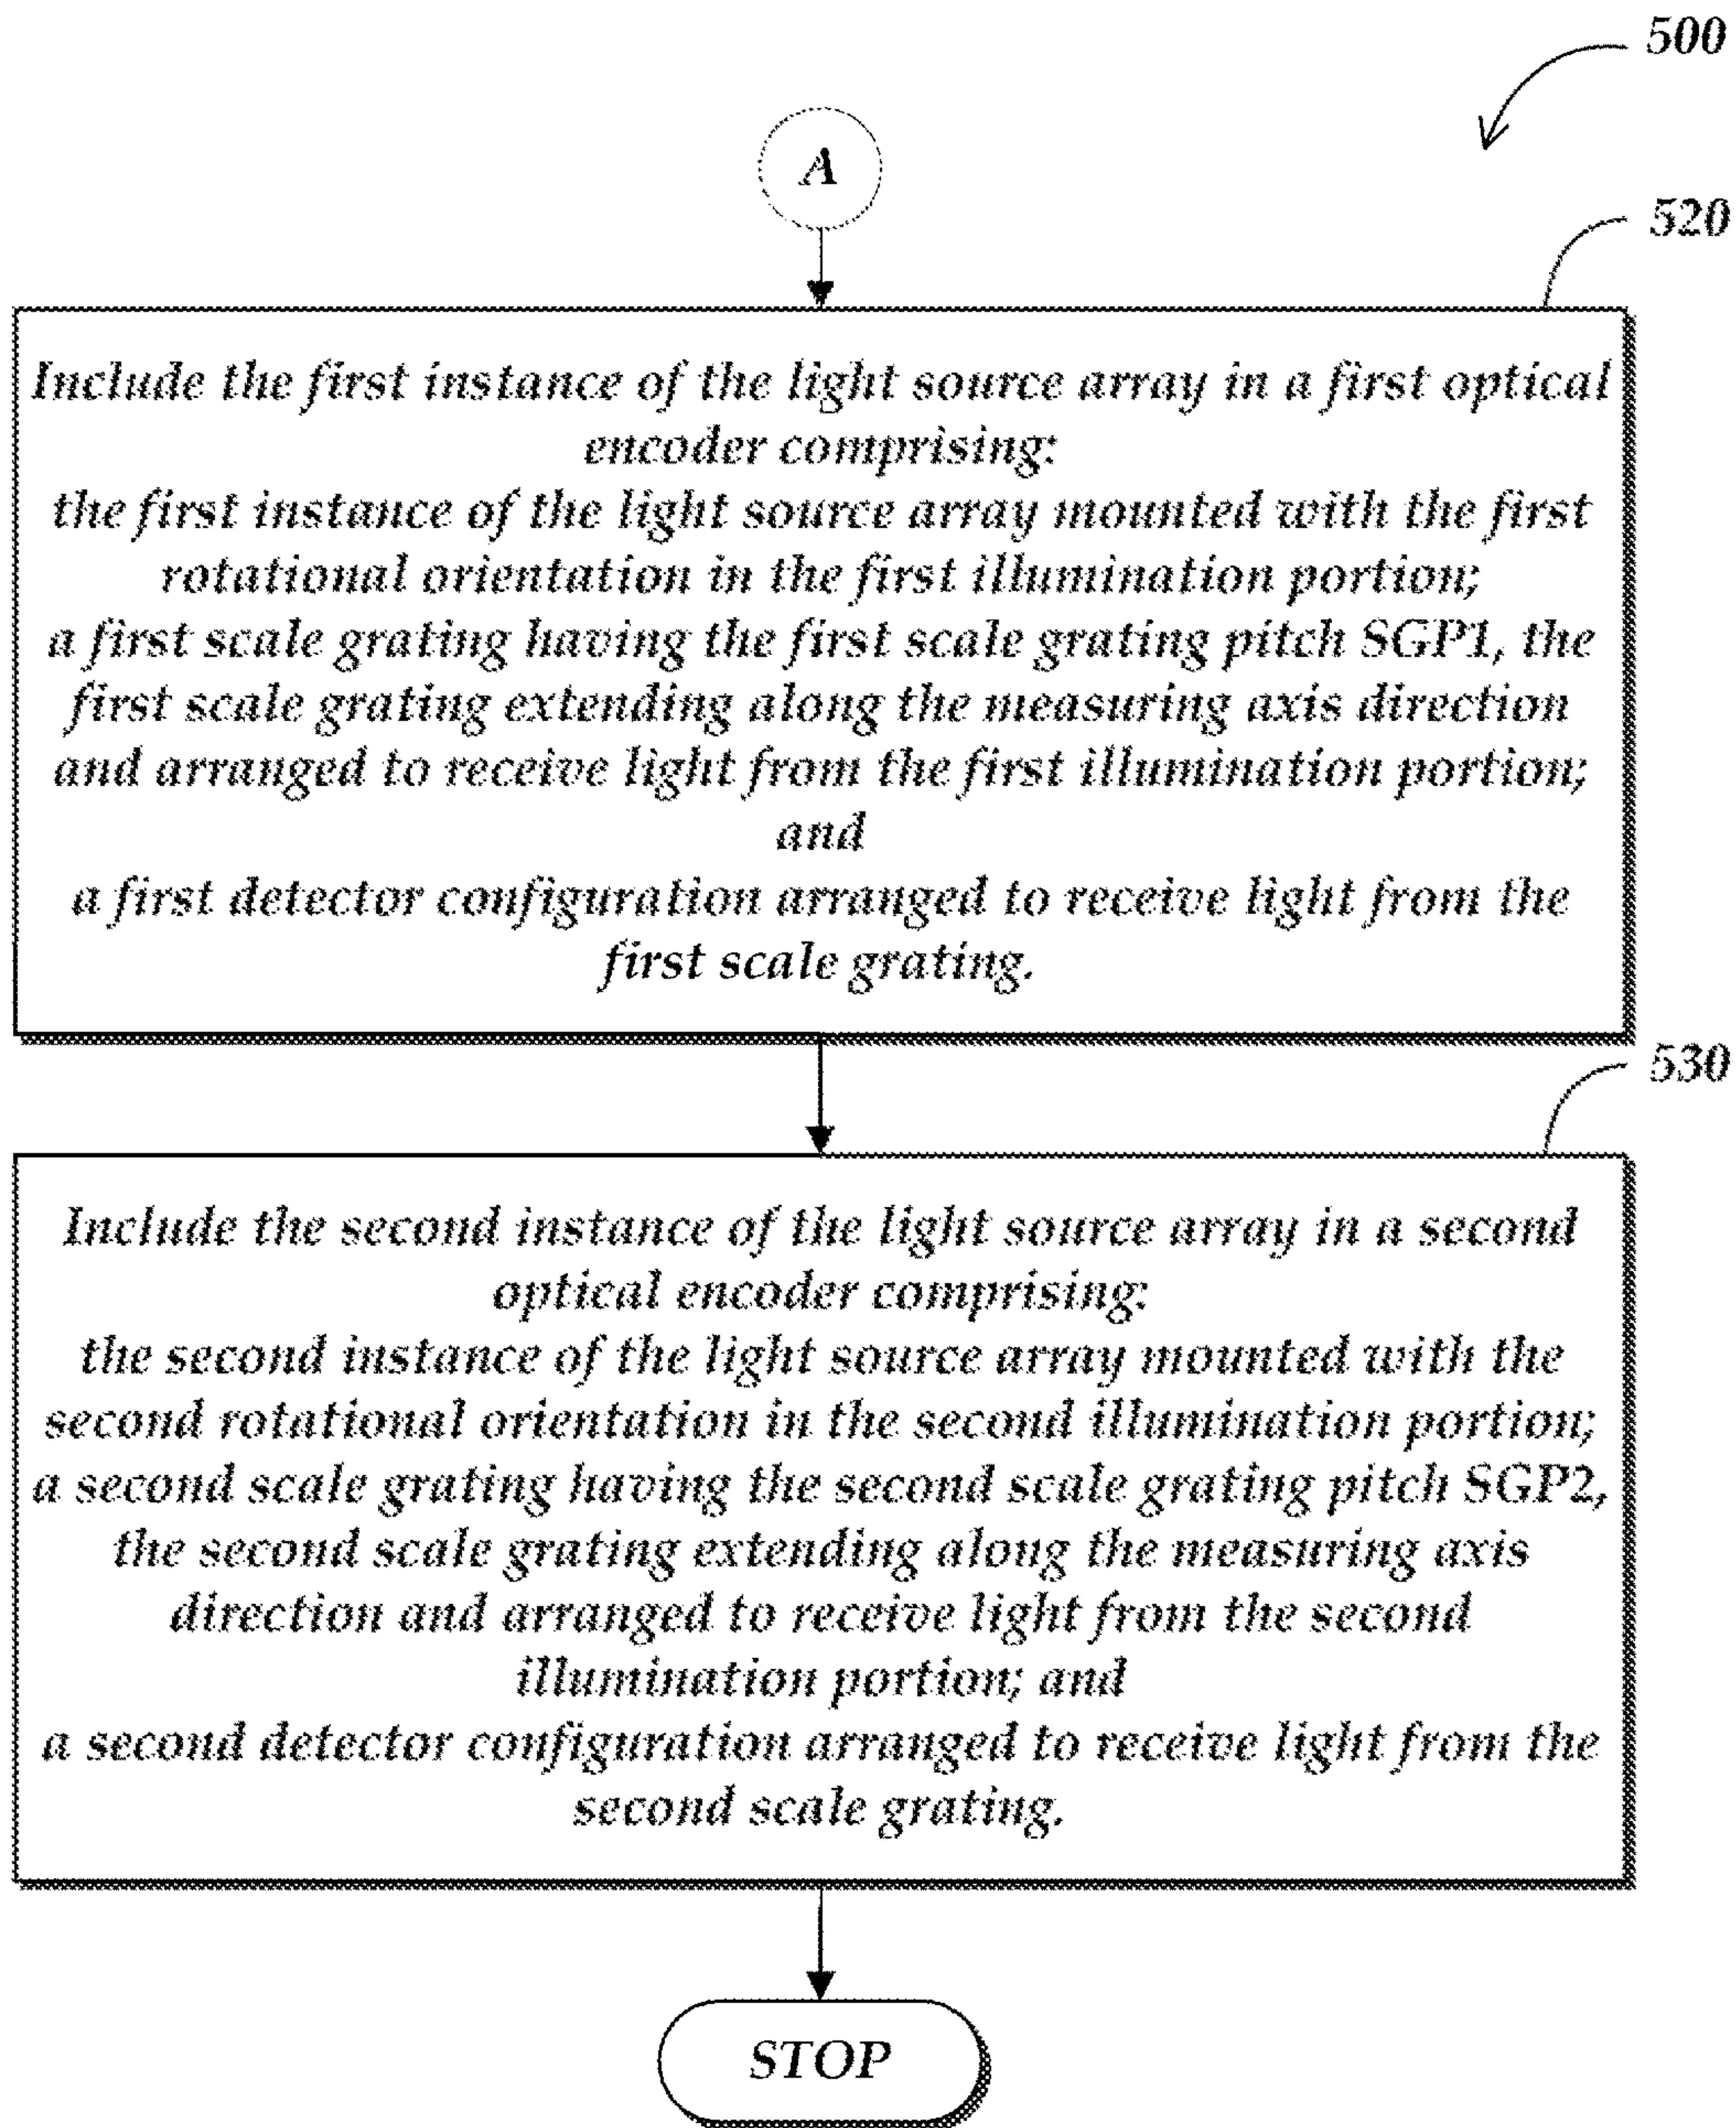 500
A
520
Include the first instance of the light source array in a first optical
encoder comprising:
the first instance of the light source array mounted with the first
rotational orientation in the first illumination portion;
a first scale grating having the first scale grating pitch SGP1, the
first scale grating extending along the measuring axis direction
and arranged to receive light from the first illumination portion;
and
a first detector configuration arranged to receive light from the
first scale grating.
530
Include the second instance of the light source array in a second
optical encoder comprising:
the second instance of the light source array mounted with the
second rotational orientation in the second illumination portion;
a second scale grating having the second scale grating pitch SGP2,
the second scale grating extending along the measuring axis
direction and arranged to receive light from the second
illumination portion; and
a second detector configuration arranged to receive light from the
second scale grating.
STOP